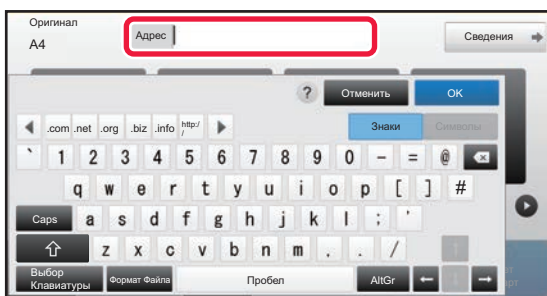 Оригинал
A4
Адрес
Сведения
? Отменить OK
.com .net .org .biz .info http:/
/
Знаки Символы
` 1 2 3 4 5 6 7 8 9 0 - = @
q w e r t y u i o p [ ] #
Caps a s d f g h j k l ; '
z x c v b n m , . /
Выбор
Клавиатуры
Формат Файла Пробел AltGr